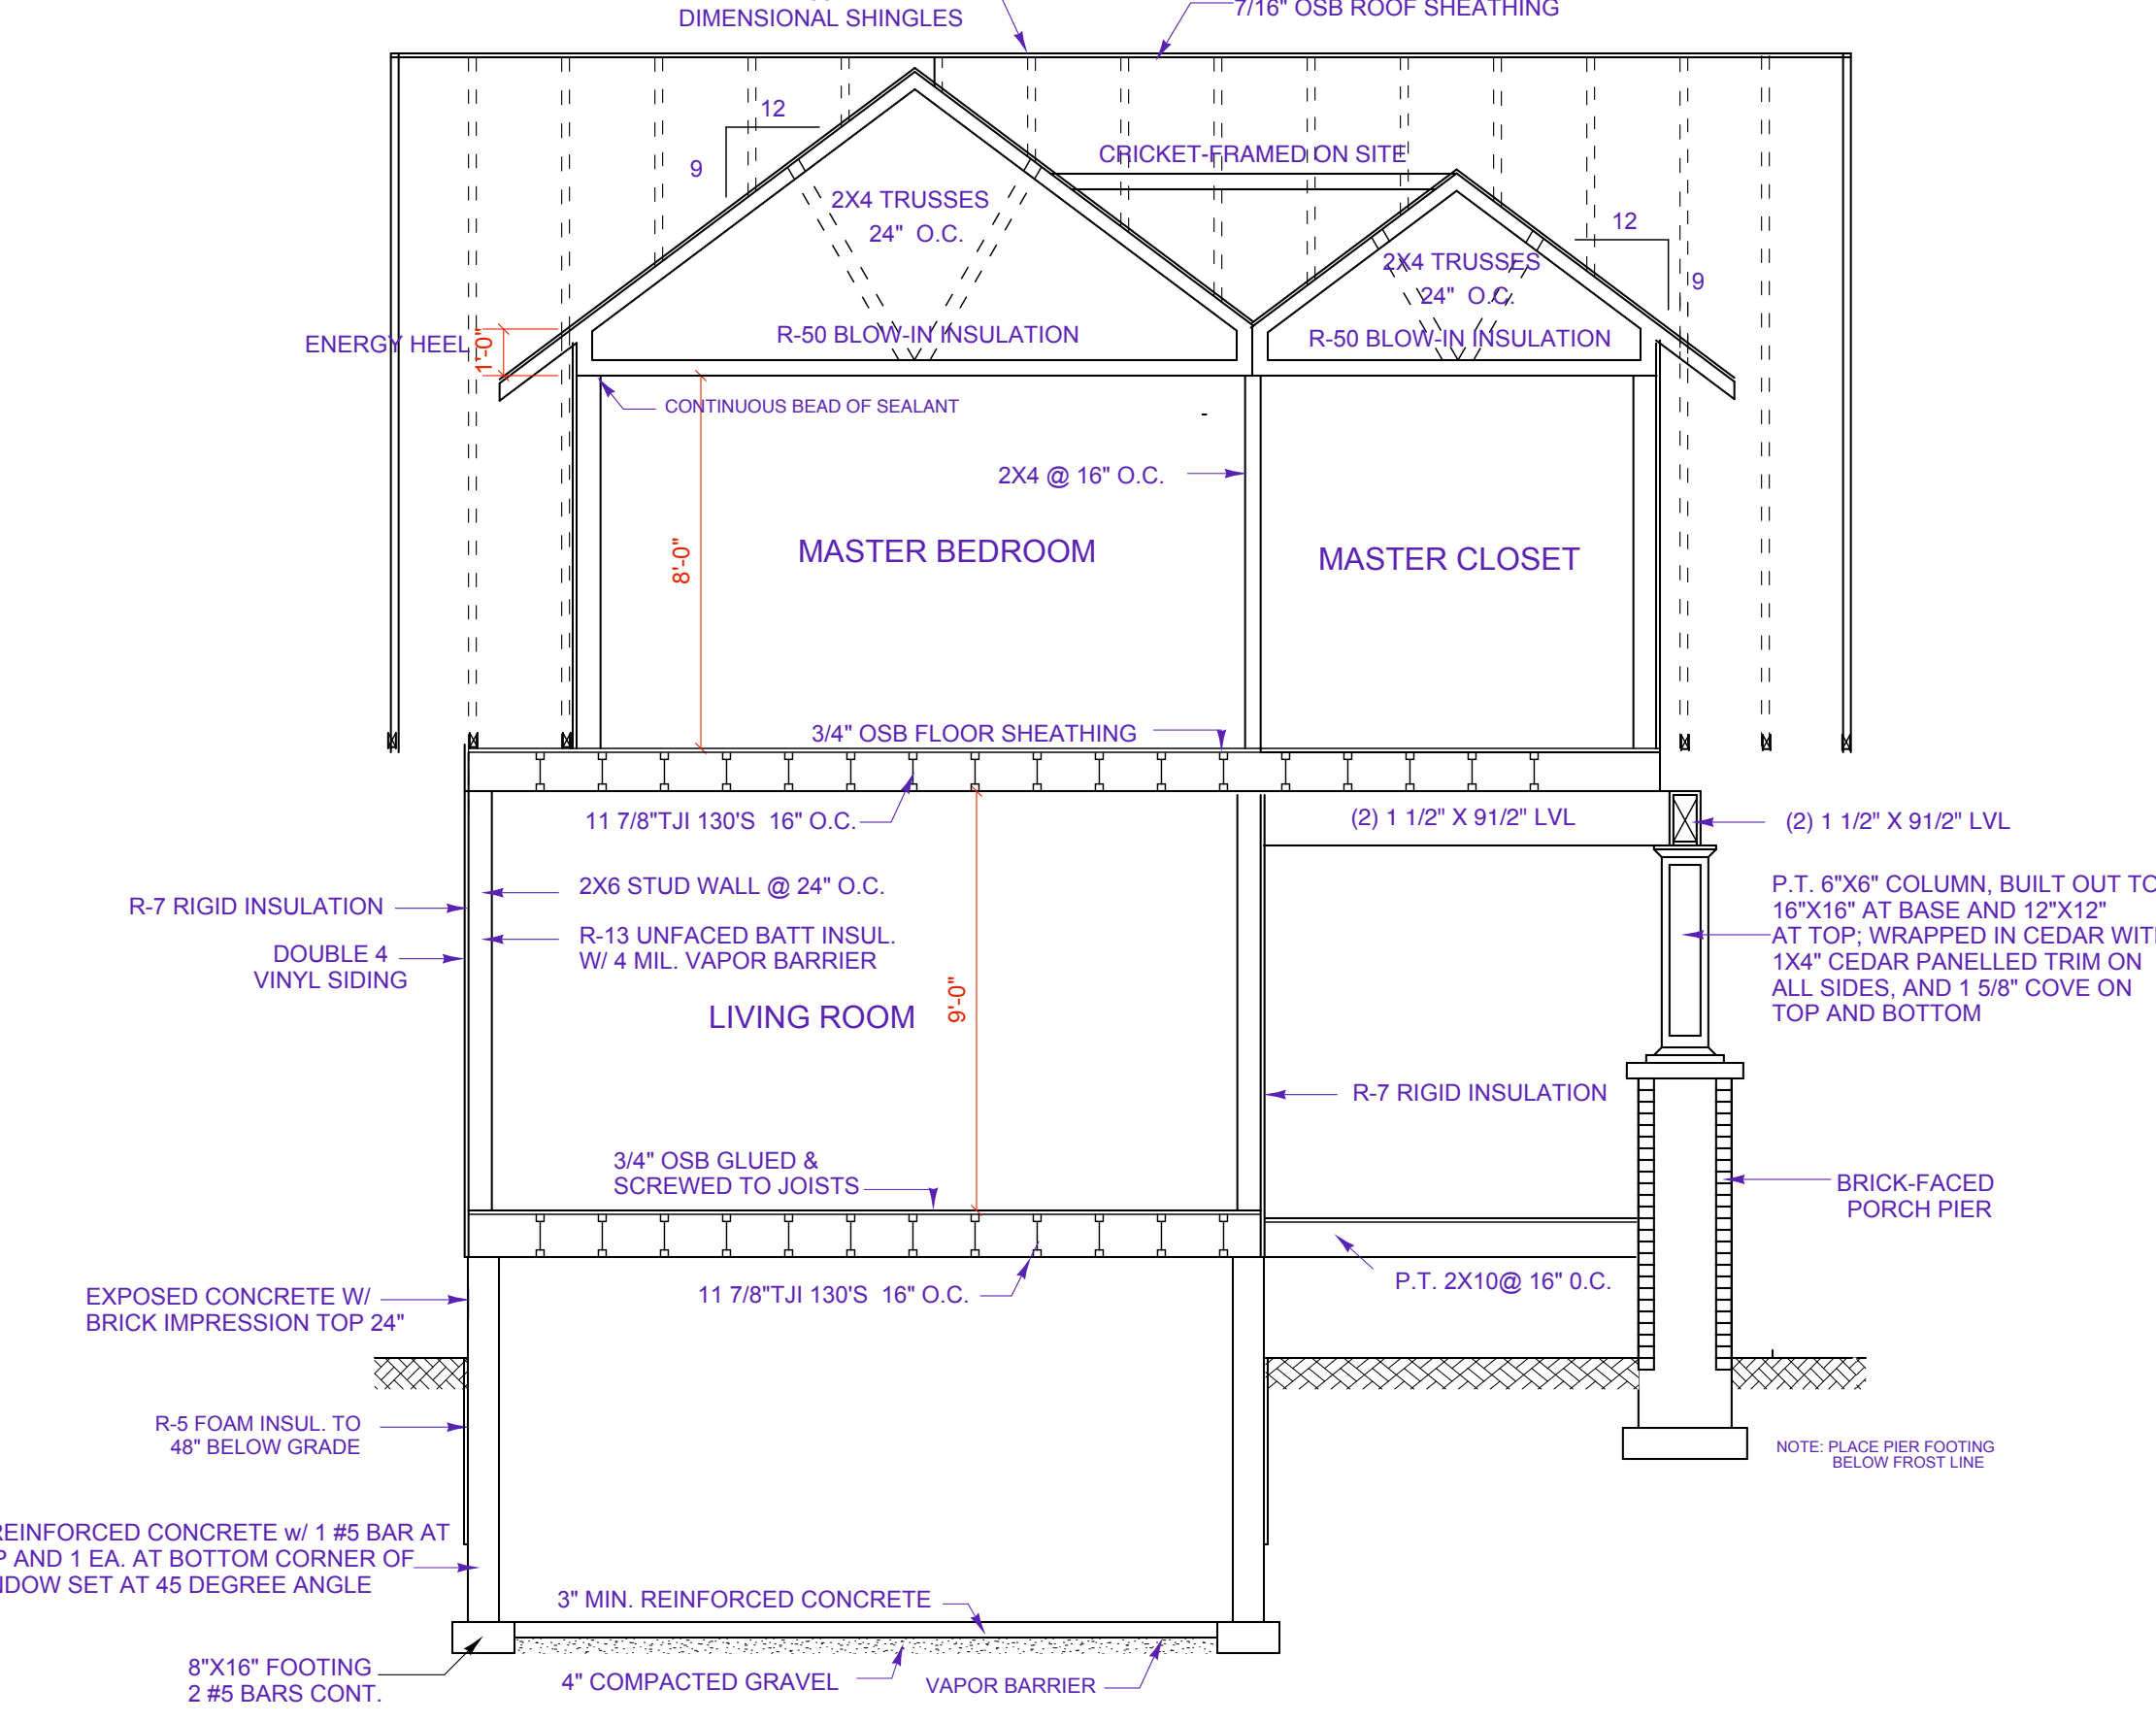 DIMENSIONAL SHINGLES
7/16" OSB ROOF SHEATHING
12
9
CRICKET-FRAMED ON SITE
2X4 TRUSSES
24" O.C.
12
9
2X4 TRUSSES
24" O.C.
ENERGY HEEL
1'-0"
R-50 BLOW-IN INSULATION
R-50 BLOW-IN INSULATION
CONTINUOUS BEAD OF SEALANT
2X4 @ 16" O.C.
8'-0"
MASTER BEDROOM
MASTER CLOSET
3/4" OSB FLOOR SHEATHING
11 7/8"TJI 130'S 16" O.C.
(2) 1 1/2" X 91/2" LVL
(2) 1 1/2" X 91/2" LVL
2X6 STUD WALL @ 24" O.C.
R-7 RIGID INSULATION
R-13 UNFACED BATT INSUL.
W/ 4 MIL. VAPOR BARRIER
DOUBLE 4
VINYL SIDING
P.T. 6"X6" COLUMN, BUILT OUT TO
16"X16" AT BASE AND 12"X12"
AT TOP; WRAPPED IN CEDAR WIT
1X4" CEDAR PANELLED TRIM ON
ALL SIDES, AND 1 5/8" COVE ON
TOP AND BOTTOM
LIVING ROOM
9'-0"
R-7 RIGID INSULATION
3/4" OSB GLUED &
SCREWED TO JOISTS
BRICK-FACED
PORCH PIER
11 7/8"TJI 130'S 16" O.C.
P.T. 2X10@ 16" 0.C.
EXPOSED CONCRETE W/
BRICK IMPRESSION TOP 24"
R-5 FOAM INSUL. TO
48" BELOW GRADE
NOTE: PLACE PIER FOOTING
BELOW FROST LINE
REINFORCED CONCRETE w/ 1 #5 BAR AT
P AND 1 EA. AT BOTTOM CORNER OF
NDOW SET AT 45 DEGREE ANGLE
3" MIN. REINFORCED CONCRETE
8"X16" FOOTING
2 #5 BARS CONT.
4" COMPACTED GRAVEL
VAPOR BARRIER